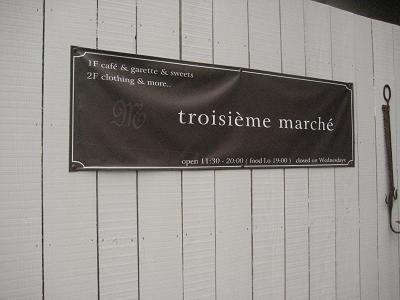 1F café & garette & sweets
2F clothing & more..
M
troisième marché
open 11:30 - 20:00 ( food l.o 19:00 ) closed on Wednesdays